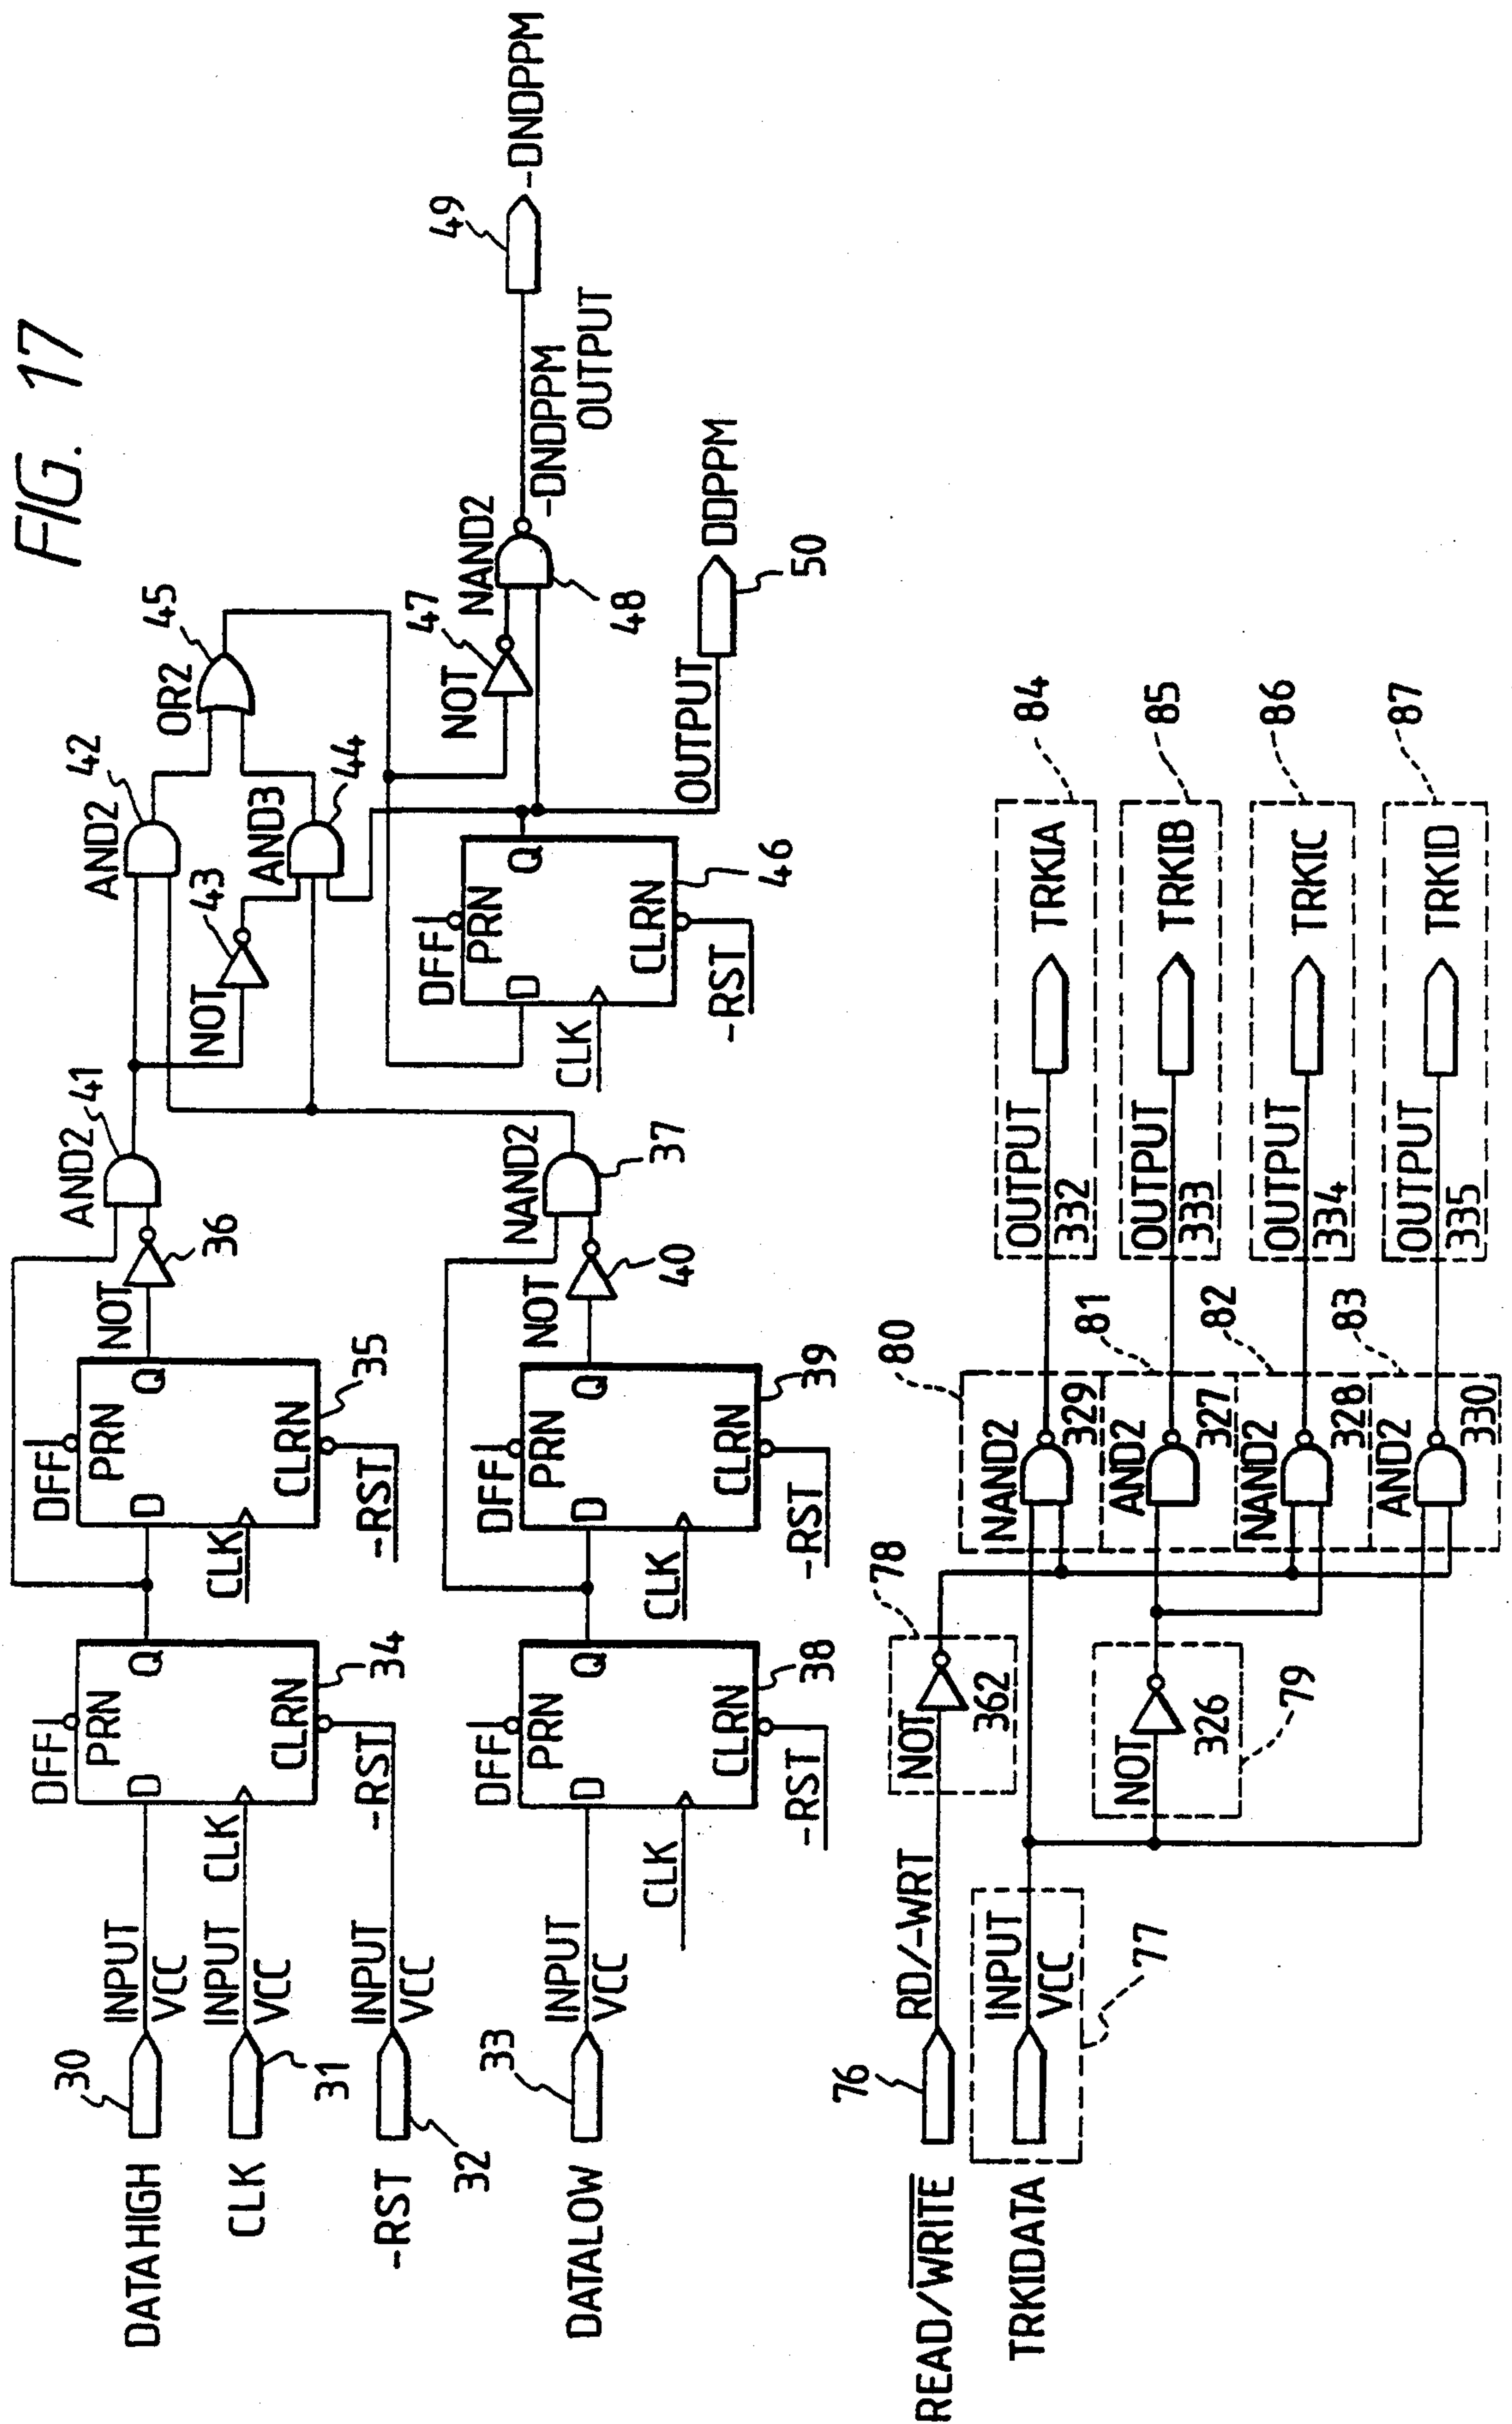 FIG. 17
DATAHIGH
30
INPUT
VCC
CLK
31
INPUT
VCC
CLK
-RST
32
INPUT
VCC
-RST
DFF
PRN
D
Q
CLRN
34
DFF
PRN
D
Q
CLK
CLRN
35
-RST
NOT
36
AND2
41
NOT
43
AND2
42
AND3
44
OR2
45
DATALOW
33
INPUT
VCC
DFF
PRN
D
Q
CLK
CLRN
38
-RST
DFF
PRN
D
Q
CLK
CLRN
39
-RST
NOT
40
NAND2
37
DFF
PRN
D
Q
CLK
CLRN
46
-RST
NOT
47
NAND2
48
-DNDPPM
OUTPUT
49
-DNDPPM
OUTPUT
50
DDPPM
READ/WRITE
76
RD/-WRT
NOT
362
78
TRKIDATA
INPUT
VCC
77
NOT
326
79
80
NAND2
329
81
AND2
327
82
NAND2
328
83
AND2
330
OUTPUT
332
TRKIA
84
OUTPUT
333
TRKIB
85
OUTPUT
334
TRKIC
86
OUTPUT
335
TRKID
87